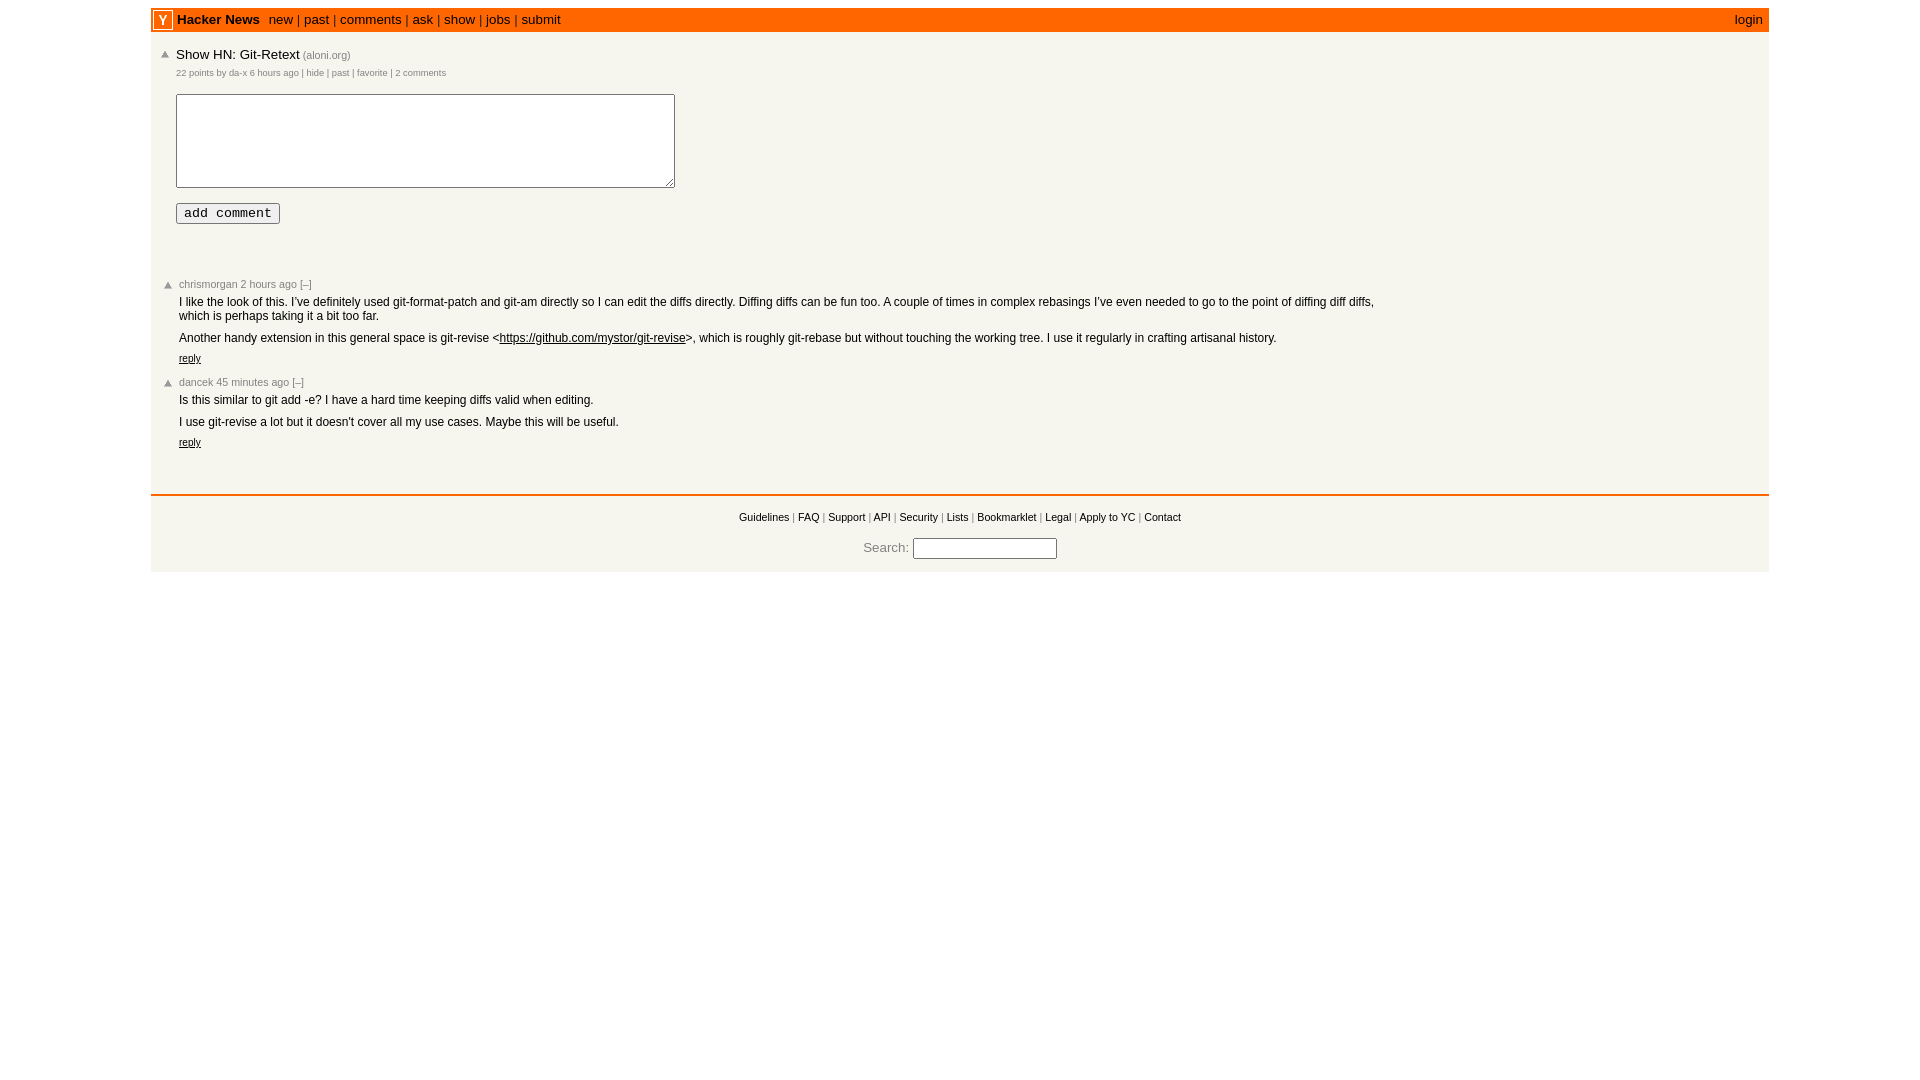 Y Hacker News new | past | comments | ask | show | jobs | submit login
Show HN: Git-Retext (aloni.org)
22 points by da-x 6 hours ago | hide | past | favorite | 2 comments
add comment
chrismorgan 2 hours ago [–]
I like the look of this. I’ve definitely used git-format-patch and git-am directly so I can edit the diffs directly. Diffing diffs can be fun too. A couple of times in complex rebasings I’ve even needed to go to the point of diffing diff diffs,
which is perhaps taking it a bit too far.
Another handy extension in this general space is git-revise <https://github.com/mystor/git-revise>, which is roughly git-rebase but without touching the working tree. I use it regularly in crafting artisanal history.
reply
dancek 45 minutes ago [–]
Is this similar to git add -e? I have a hard time keeping diffs valid when editing.
I use git-revise a lot but it doesn't cover all my use cases. Maybe this will be useful.
reply
Guidelines | FAQ | Support | API | Security | Lists | Bookmarklet | Legal | Apply to YC | Contact
Search: